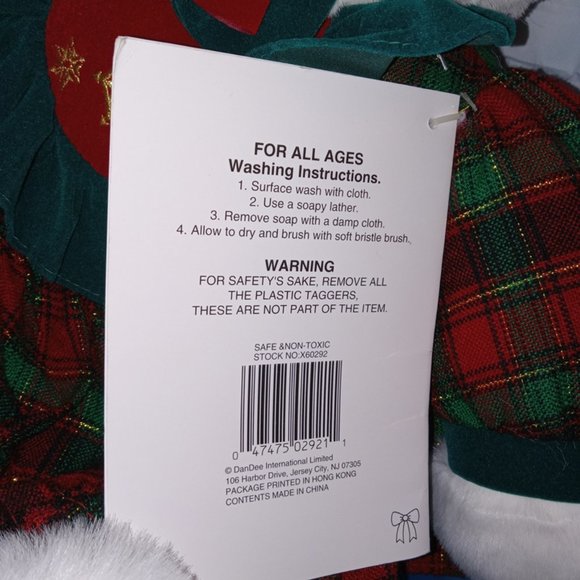 FOR ALL AGES
Washing Instructions.
1. Surface wash with cloth.
2. Use a soapy lather.
3. Remove soap with a damp cloth.
4. Allow to dry and brush with soft bristle brush.
WARNING
FOR SAFETY'S SAKE, REMOVE ALL
THE PLASTIC TAGGERS,
THESE ARE NOT PART OF THE ITEM.
SAFE &NON-TOXIC
STOCK NO:X60292
0 47475 02921 1
© DanDee International Limited
106 Harbor Drive, Jersey City, NJ 07305
PACKAGE PRINTED IN HONG KONG
CONTENTS MADE IN CHINA